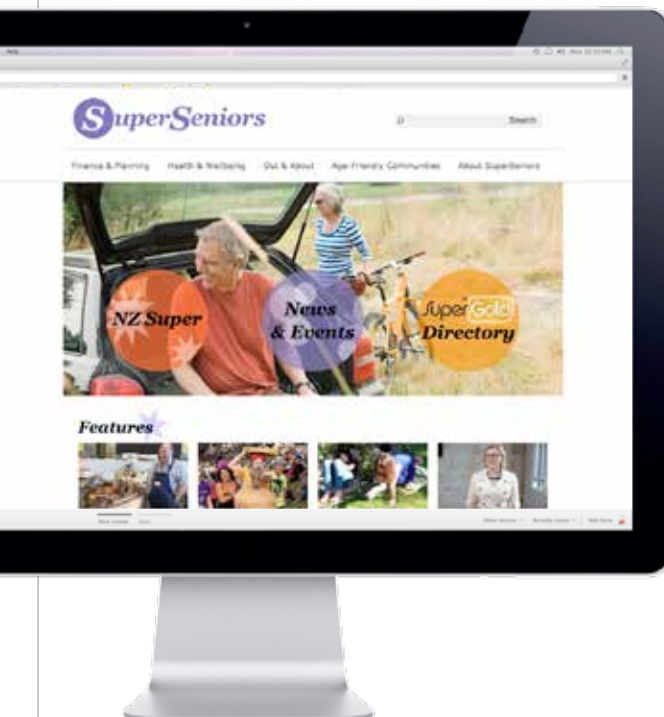 Help
SuperSeniors
Search
Finance & Planning Health & Wellbeing Out & About Age Friendly Communities About SuperSeniors
NZ Super
News
& Events
SuperGold
Directory
Features